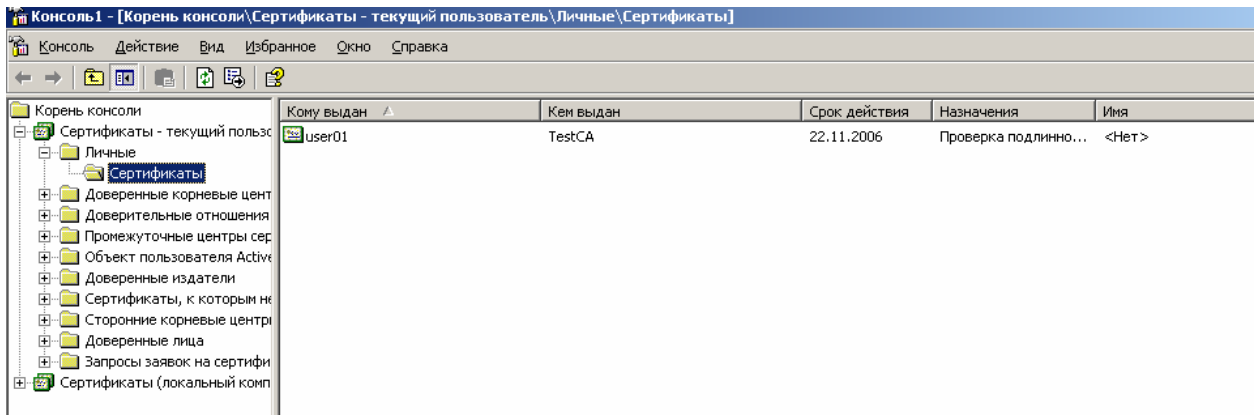 Консоль1 - [Корень консоли\Сертификаты - текущий пользователь\Личные\Сертификаты]
Консоль Действие Вид Избранное Окно Справка
Корень консоли
Сертификаты - текущий пользо
Личные
Сертификаты
Доверенные корневые цент
Доверительные отношения
Промежуточные центры сер
Объект пользователя Active
Доверенные издатели
Сертификаты, к которым не
Сторонние корневые центры
Доверенные лица
Запросы заявок на сертифи
Сертификаты (локальный комп
Кому выдан Кем выдан Срок действия Назначения Имя
user01 TestCA 22.11.2006 Проверка подлинно... <Нет>